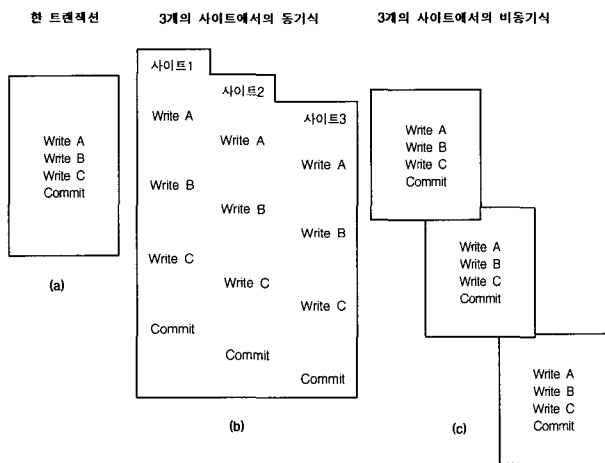 한 트랜잭션
3개의 사이트에서의 동기식
3개의 사이트에서의 비동기식
Write A
Write B
Write C
Commit
(a)
사이트1
사이트2
사이트3
Write A
Write A
Write A
Write B
Write B
Write B
Write C
Write C
Write C
Commit
Commit
Commit
(b)
Write A
Write B
Write C
Commit
Write A
Write B
Write C
Commit
Write A
Write B
Write C
Commit
(c)